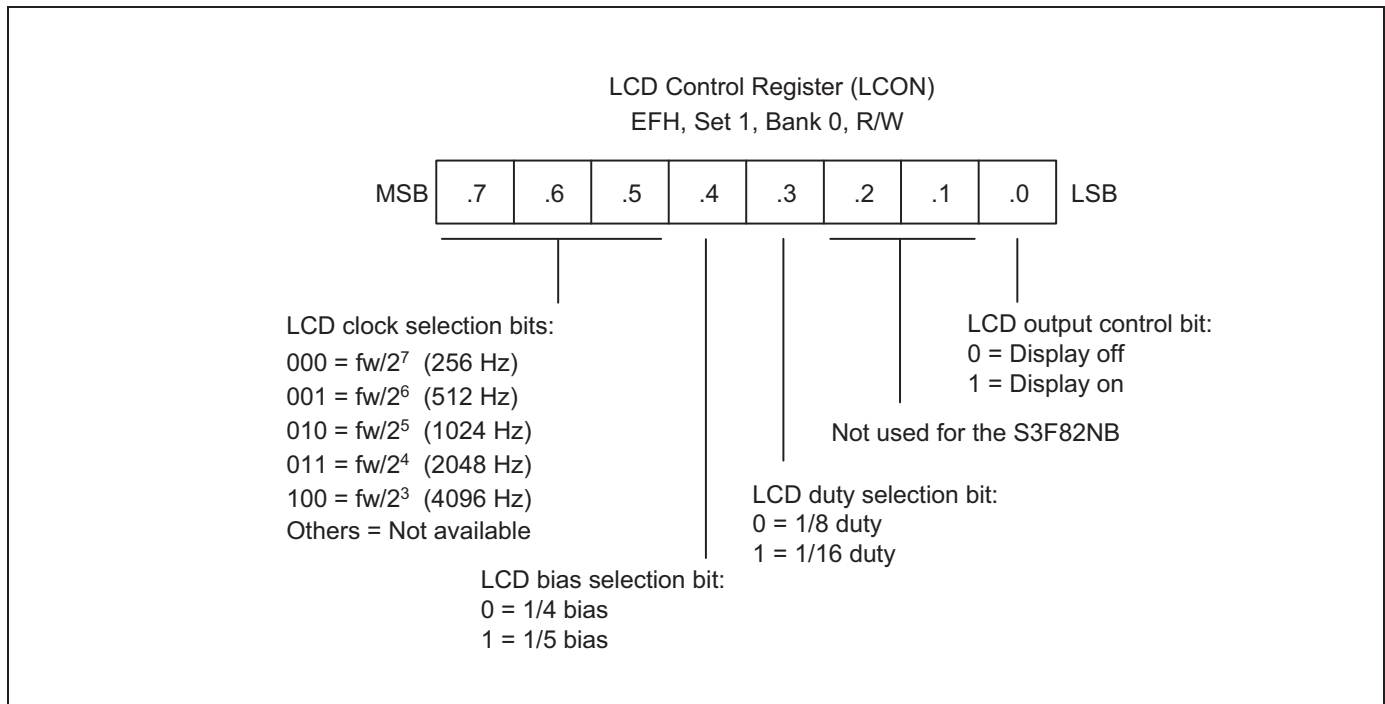 LCD Control Register (LCON)
EFH, Set 1, Bank 0, R/W
MSB .7 .6 .5 .4 .3 .2 .1 .0 LSB
LCD clock selection bits:
000 = fw/2⁷ (256 Hz)
001 = fw/2⁶ (512 Hz)
010 = fw/2⁵ (1024 Hz)
011 = fw/2⁴ (2048 Hz)
100 = fw/2³ (4096 Hz)
Others = Not available
LCD bias selection bit:
0 = 1/4 bias
1 = 1/5 bias
LCD duty selection bit:
0 = 1/8 duty
1 = 1/16 duty
Not used for the S3F82NB
LCD output control bit:
0 = Display off
1 = Display on